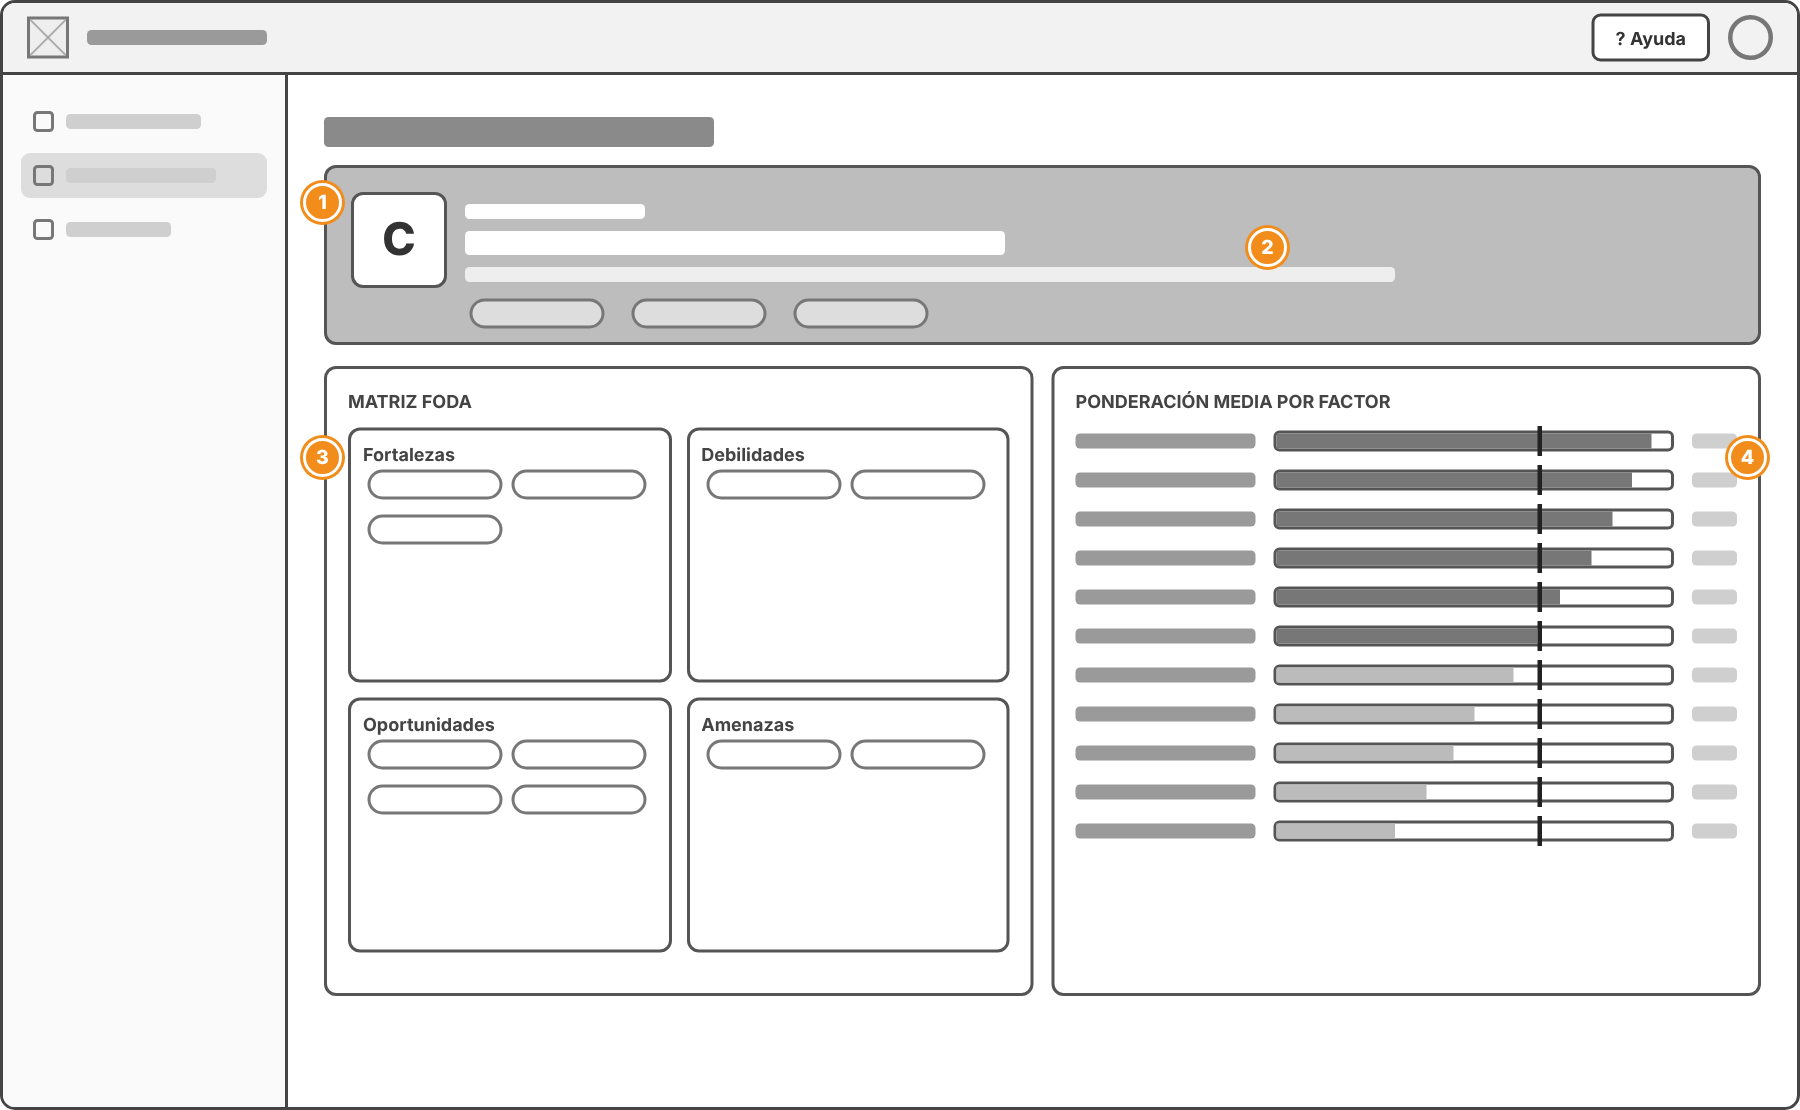 ? Ayuda
1
C
2
MATRIZ FODA
PONDERACIÓN MEDIA POR FACTOR
3
Fortalezas
Debilidades
4
Oportunidades
Amenazas